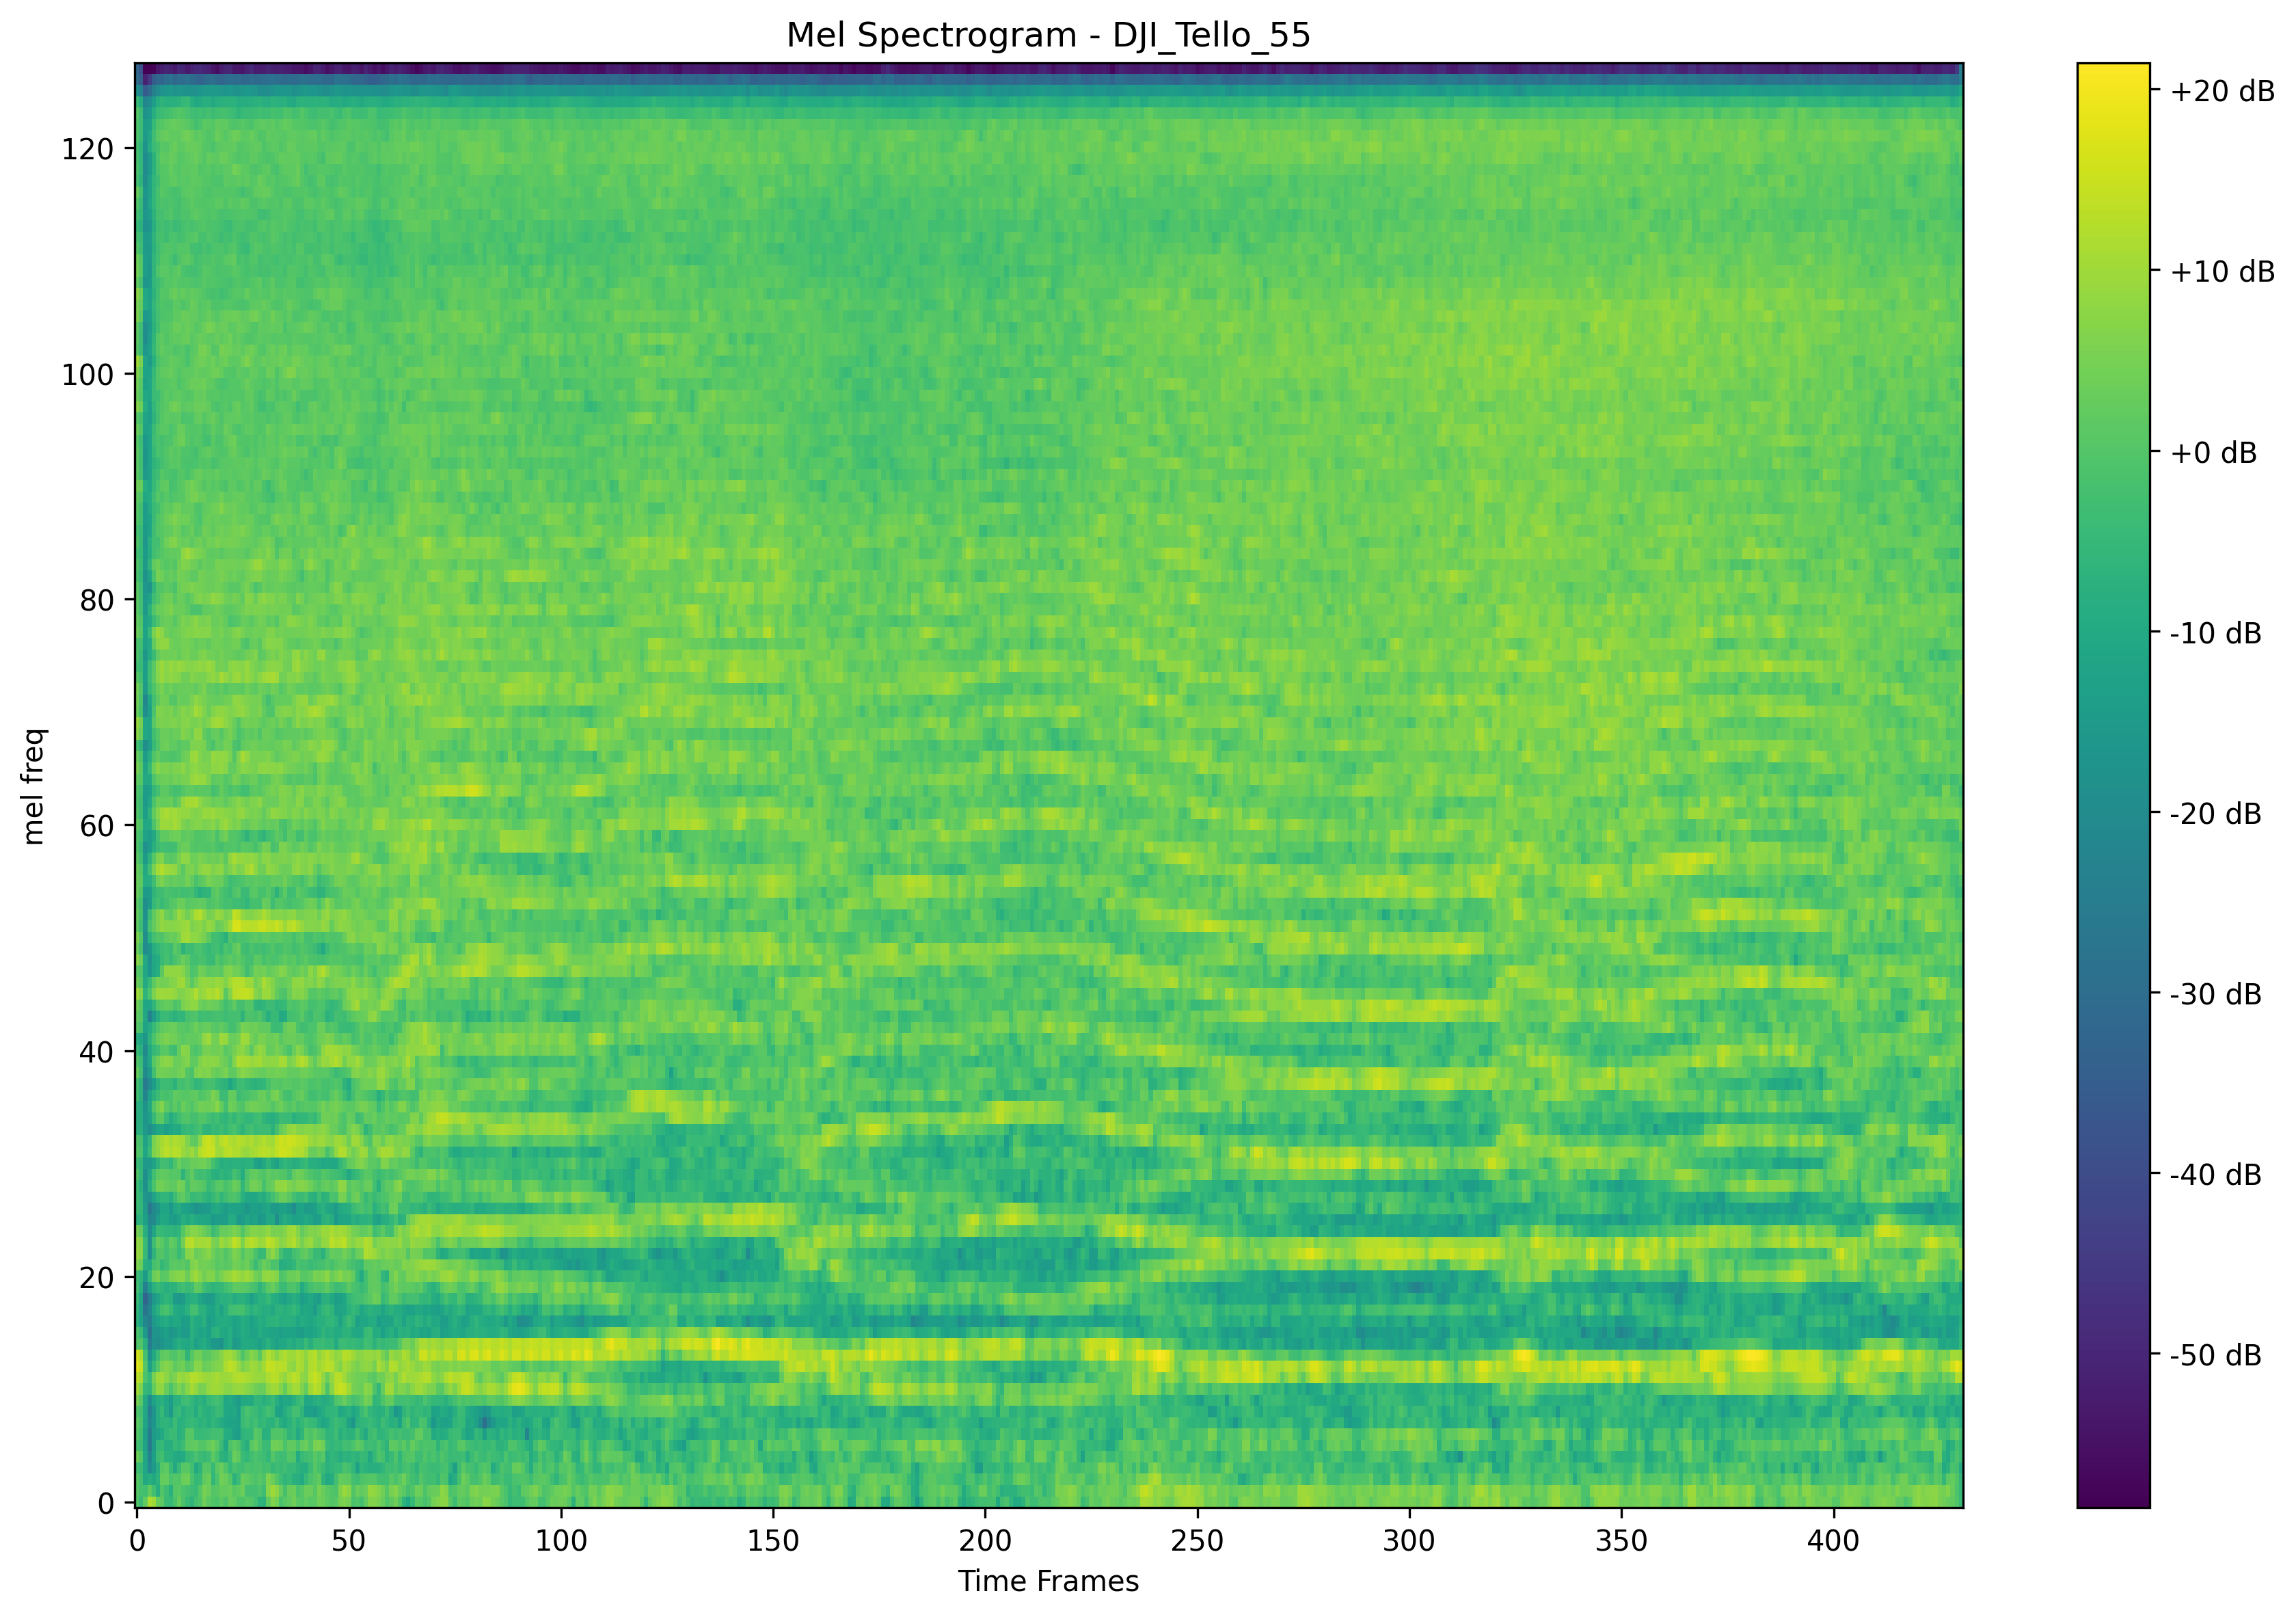 Mel Spectrogram - DJI_Tello_55
mel freq
120
100
80
60
40
20
0
0 50 100 150 200 250 300 350 400
Time Frames
+20 dB
+10 dB
+0 dB
-10 dB
-20 dB
-30 dB
-40 dB
-50 dB